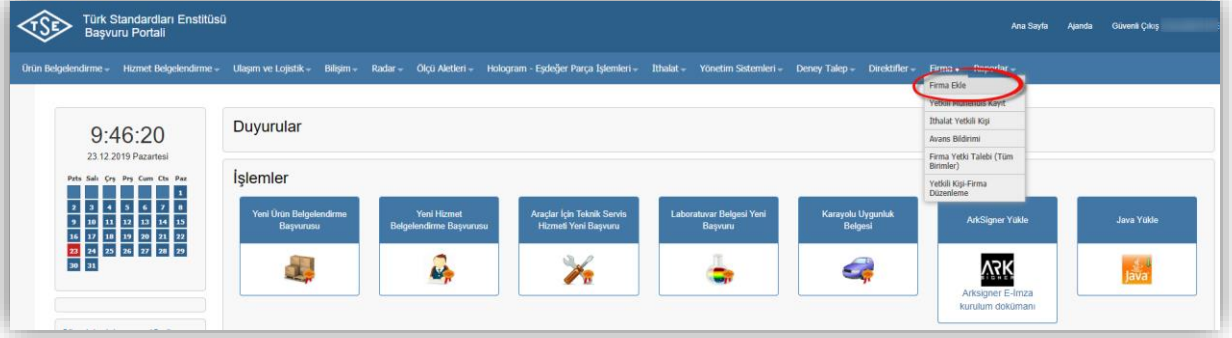 TSE
Türk Standardları Enstitüsü
Başvuru Portali
Ana Sayfa Ajanda Güvenli Çıkış
Ürün Belgelendirme Hizmet Belgelendirme Ulaşım ve Lojistik Bilişim Radar Ölçü Aletleri Hologram - Eşdeğer Parça İşlemleri İthalat Yönetim Sistemleri Deney Talep Direktifler Firma Raporlar
Firma Ekle
Yetkili Mühendis Kayıt
İthalat Yetkili Kişi
Avans Bildirimi
Firma Yetki Talebi (Tüm
Birimler)
Yetkili Kişi-Firma
Düzenleme
9:46:20
23.12.2019 Pazartesi
Pzts Salı Çrş Prş Cum Cts Paz
1
2 3 4 5 6 7 8
9 10 11 12 13 14 15
16 17 18 19 20 21 22
23 24 25 26 27 28 29
30 31
Duyurular
İşlemler
Yeni Ürün Belgelendirme
Başvurusu
Yeni Hizmet
Belgelendirme Başvurusu
Araçlar İçin Teknik Servis
Hizmeti Yeni Başvuru
Laboratuvar Belgesi Yeni
Başvuru
Karayolu Uygunluk
Belgesi
ArkSigner Yükle
ARK
SIGNER
Arksigner E-İmza
kurulum dokümanı
Java Yükle
Java